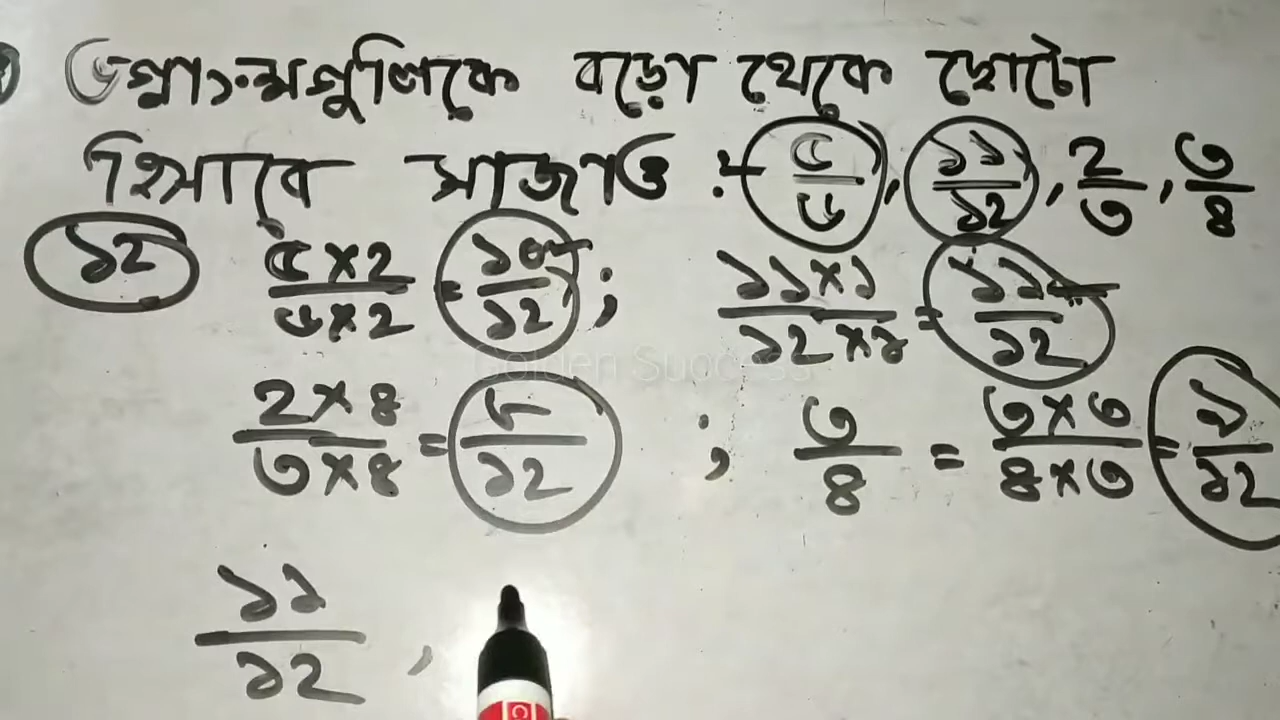 ভগ্নাংশগুলিকে বড়ো থেকে ছোটো
হিসাবে সাজাও :- ৫/৬, ১১/১২, ২/৩, ৩/৪
১২ ৫×২/৬×২ = ১০/১২ ; ১১×১/১২×১ = ১১/১২
Golden Success
২×৪/৩×৪ = ৮/১২ ; ৩/৪ = ৩×৩/৪×৩ = ৯/১২
১১/১২ ,